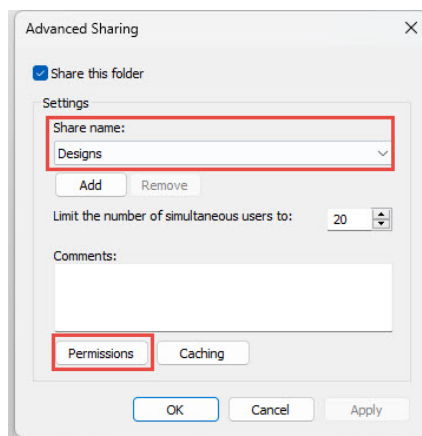 Advanced Sharing
Share this folder
Settings
Share name:
Designs
Add Remove
Limit the number of simultaneous users to: 20
Comments:
Permissions Caching
OK Cancel Apply